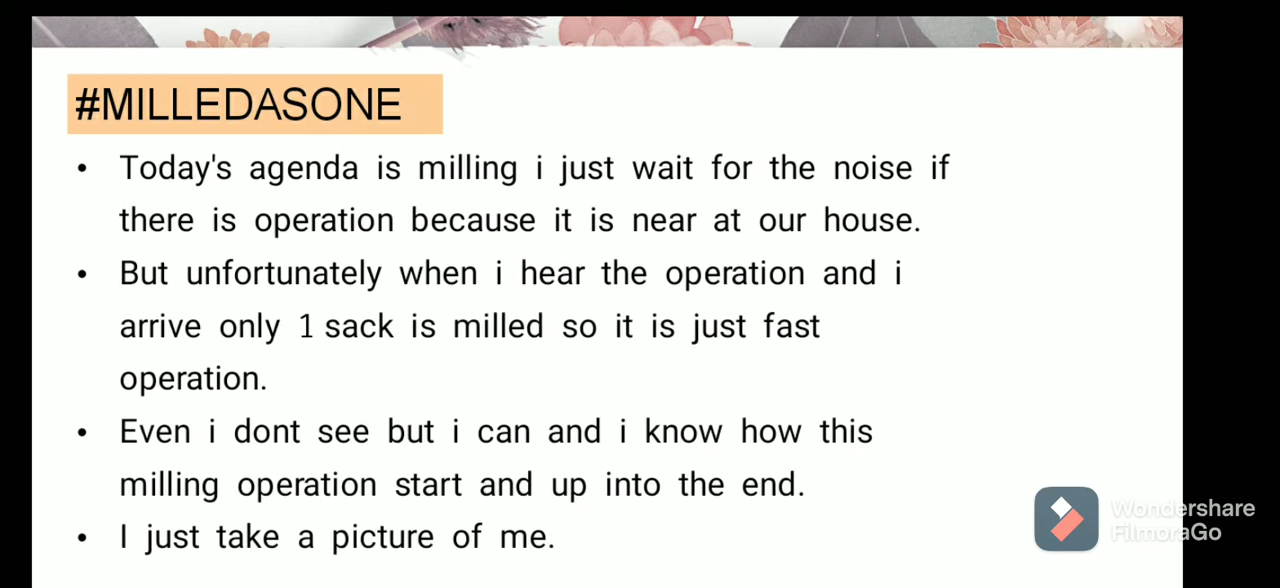 #MILLEDASONE
• Today's agenda is milling i just wait for the noise if
there is operation because it is near at our house.
• But unfortunately when i hear the operation and i
arrive only 1 sack is milled so it is just fast
operation.
• Even i dont see but i can and i know how this
milling operation start and up into the end.
• I just take a picture of me.
Wondershare
FilmoraGo